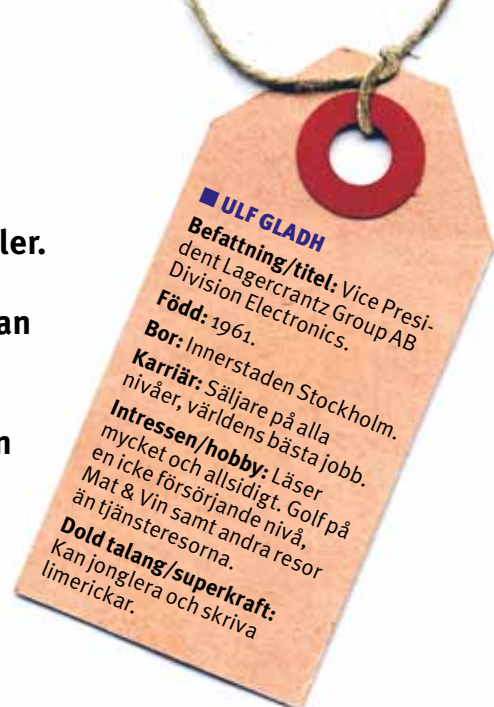 ler.
an
n
■ ULF GLADH
Befattning/titel: Vice Presi-
dent Lagercrantz Group AB
Division Electronics.
Född: 1961.
Bor: Innerstaden Stockholm.
Karriär: Säljare på alla
nivåer, världens bästa jobb.
Intressen/hobby: Läser
mycket och allsidigt. Golf på
en icke försörjande nivå,
Mat & Vin samt andra resor
än tjänsteresorna.
Dold talang/superkraft:
Kan jonglera och skriva
limerickar.